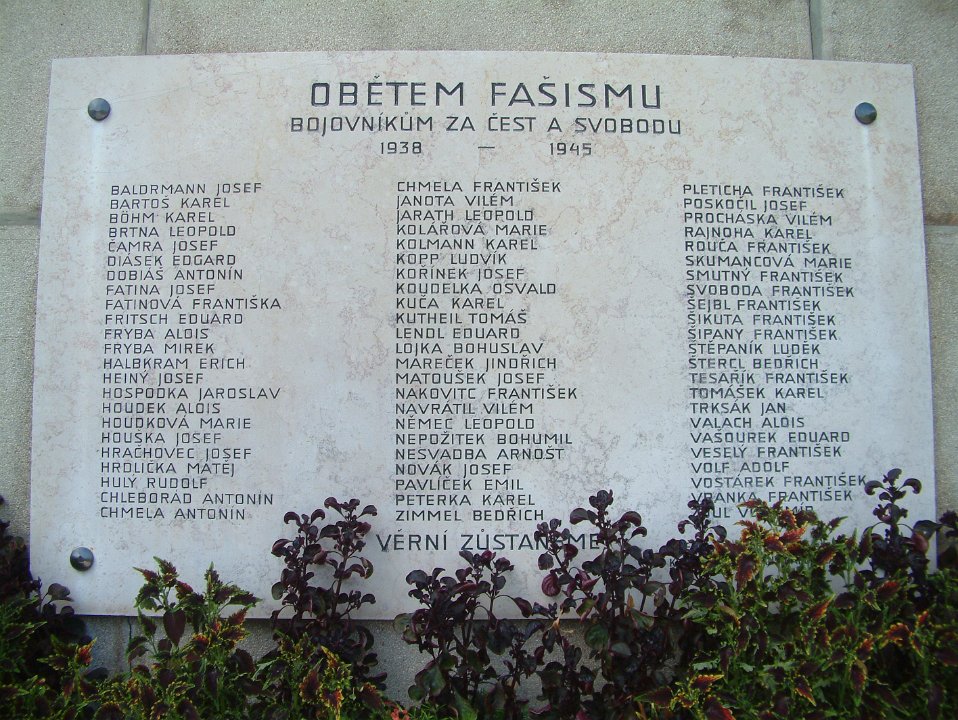 OBĚTEM FAŠISMU
BOJOVNÍKŮM ZA ČEST A SVOBODU
1938 — 1945
BALDRMANN JOSEF
BARTOŠ KAREL
BÖHM KAREL
BRTNA LEOPOLD
ČAMRA JOSEF
DIÁSEK EDGARD
DOBIÁŠ ANTONÍN
FATINA JOSEF
FATINOVÁ FRANTIŠKA
FRITSCH EDUARD
FRYBA ALOIS
FRYBA MIREK
HALBKRAM ERICH
HEINÝ JOSEF
HOSPODKA JAROSLAV
HOUDEK ALOIS
HOUDKOVÁ MARIE
HOUŠKA JOSEF
HRACHOVEC JOSEF
HRDLIČKA MATĚJ
HULÝ RUDOLF
CHLEBORÁD ANTONÍN
CHMELA ANTONÍN
CHMELA FRANTIŠEK
JANOTA VILÉM
JARATH LEOPOLD
KOLÁŘOVÁ MARIE
KOLMANN KAREL
KOPP LUDVÍK
KOŘÍNEK JOSEF
KOUDELKA OSVALD
KUČA KAREL
KUTHEIL TOMÁŠ
LENDL EDUARD
LOJKA BOHUSLAV
MAREČEK JINDŘICH
MATOUŠEK JOSEF
NAKOVITC FRANTIŠEK
NAVRÁTIL VILÉM
NĚMEC LEOPOLD
NEPOŽITEK BOHUMIL
NESVADBA ARNOŠT
NOVÁK JOSEF
PAVLÍČEK EMIL
PETERKA KAREL
ZIMMEL BEDŘICH
PLETICHA FRANTIŠEK
POSKOČIL JOSEF
PROCHÁSKA VILÉM
RAJNOHA KAREL
ROUČA FRANTIŠEK
SKUMANCOVÁ MARIE
SMUTNÝ FRANTIŠEK
SVOBODA FRANTIŠEK
ŠEJBL FRANTIŠEK
ŠIKUTA FRANTIŠEK
ŠIPANÝ FRANTIŠEK
ŠTĚPANÍK LUDĚK
ŠTERCL BEDŘICH
TESAŘÍK FRANTIŠEK
TOMÁŠEK KAREL
TRKSÁK JAN
VALACH ALOIS
VAŠOUREK EDUARD
VESELÝ FRANTIŠEK
VOLF ADOLF
VOSTÁREK FRANTIŠEK
VRÁNKA FRANTIŠEK
VĚRNI ZŮSTANEME